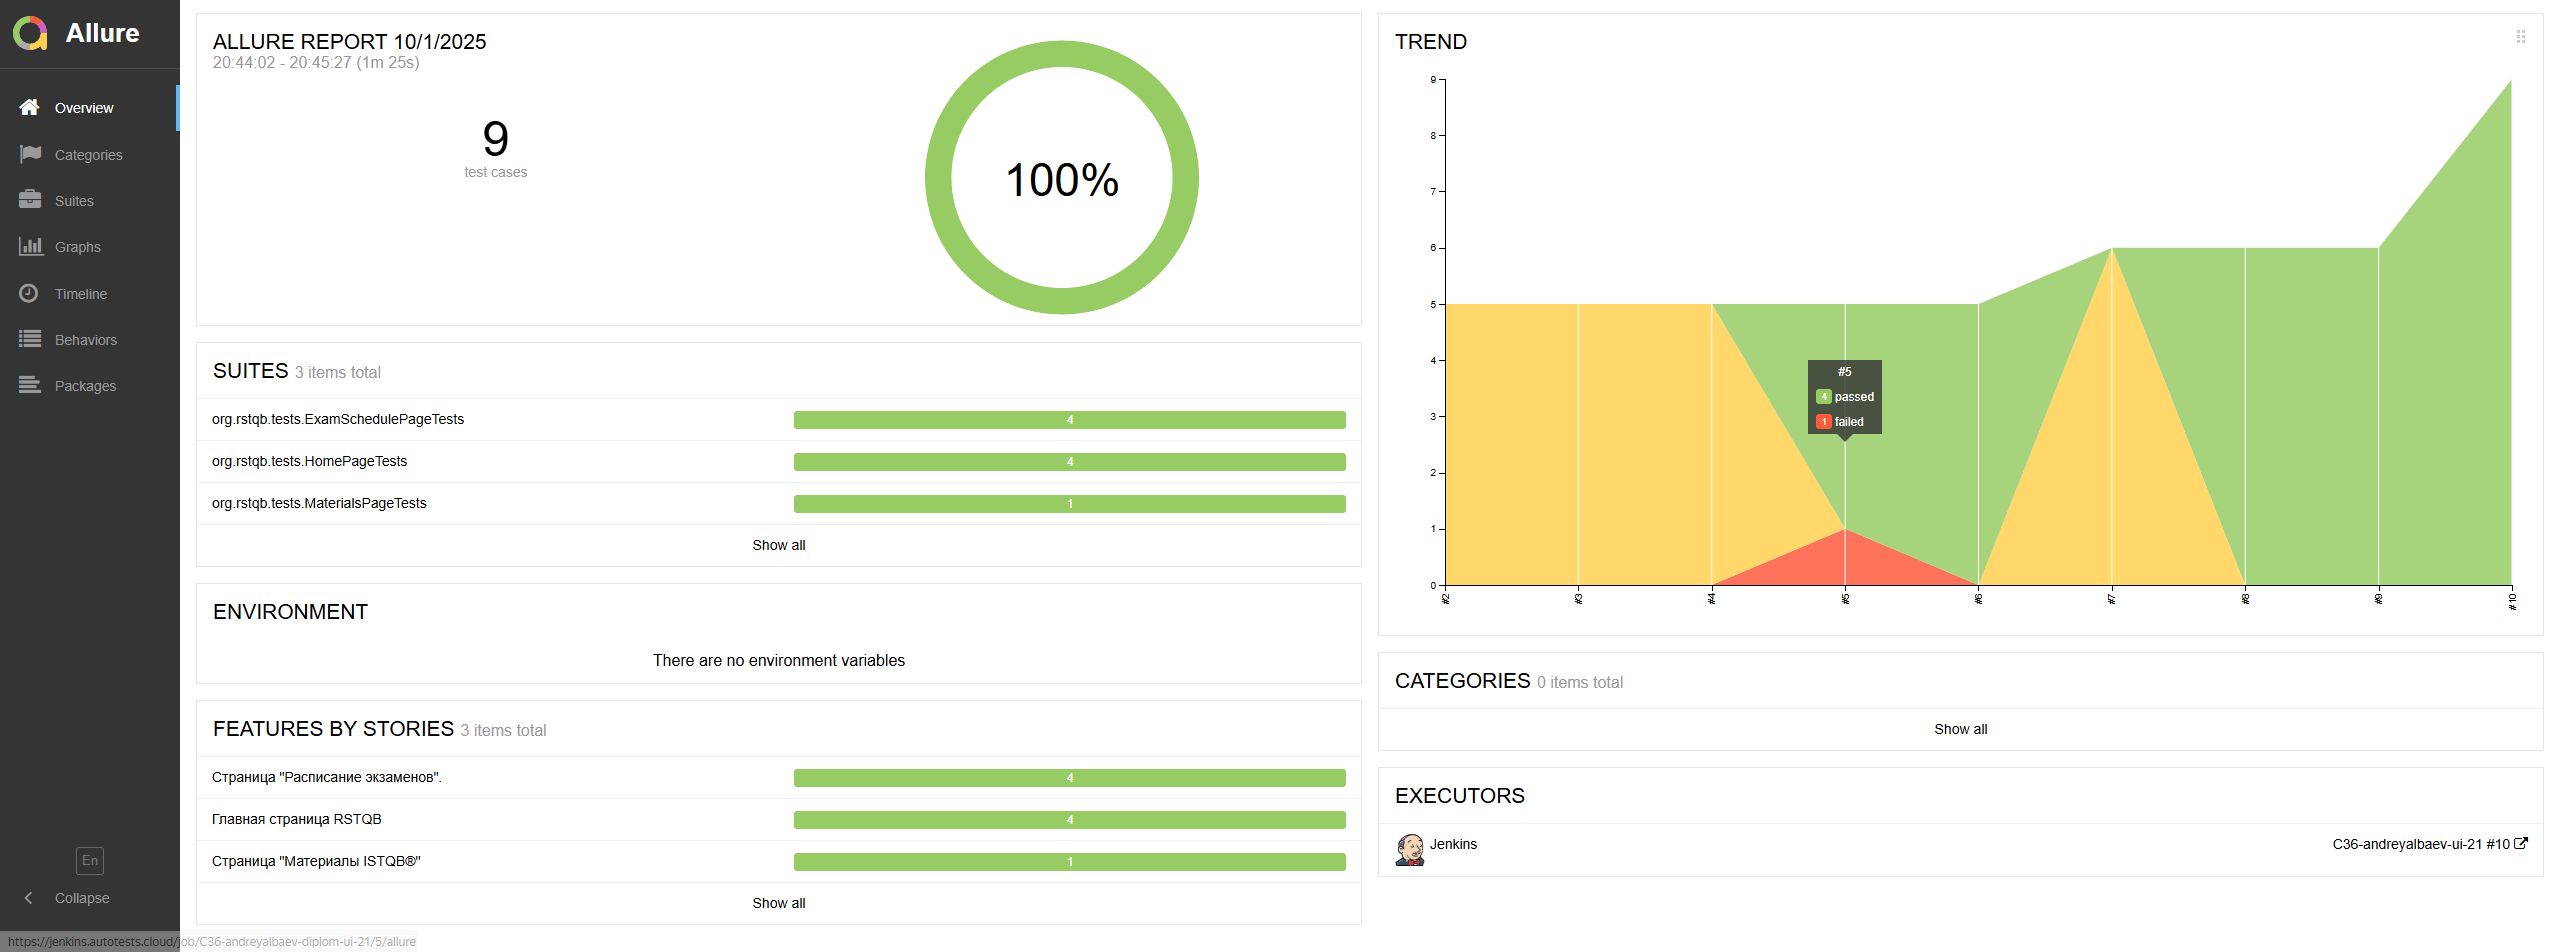 Allure
Overview
Categories
Suites
Graphs
Timeline
Behaviors
Packages
En
Collapse
https://jenkins.autotests.cloud/job/C36-andreyalbaev-diplom-ui-21/5/allure
ALLURE REPORT 10/1/2025
20:44:02 - 20:45:27 (1m 25s)
9
test cases
100%
SUITES 3 items total
org.rstqb.tests.ExamSchedulePageTests 4
org.rstqb.tests.HomePageTests 4
org.rstqb.tests.MaterialsPageTests 1
Show all
ENVIRONMENT
There are no environment variables
FEATURES BY STORIES 3 items total
Страница "Расписание экзаменов". 4
Главная страница RSTQB 4
Страница "Материалы ISTQB®" 1
Show all
TREND
9
8
7
6
5
4
3
2
1
0
#5
4 passed
1 failed
#2 #3 #4 #5 #6 #7 #8 #9 #10
CATEGORIES 0 items total
Show all
EXECUTORS
Jenkins C36-andreyalbaev-ui-21 #10